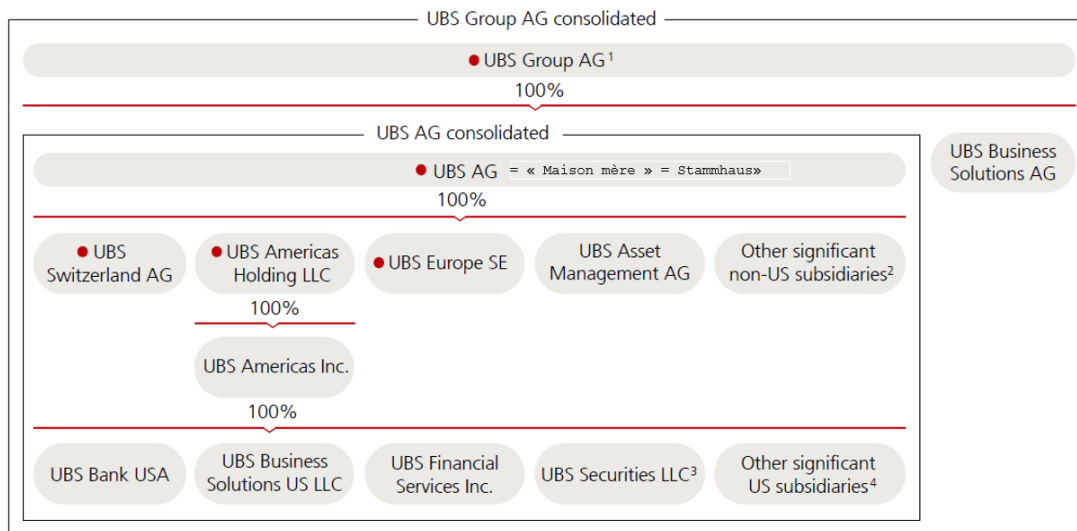 UBS Group AG consolidated
UBS Group AG¹
100%
UBS AG consolidated
UBS Business
Solutions AG
UBS AG = « Maison mère » = Stammhaus»
100%
UBS
Switzerland AG
UBS Americas
Holding LLC
UBS Europe SE
UBS Asset
Management AG
Other significant
non-US subsidiaries²
100%
UBS Americas Inc.
100%
UBS Bank USA
UBS Business
Solutions US LLC
UBS Financial
Services Inc.
UBS Securities LLC³
Other significant
US subsidiaries⁴